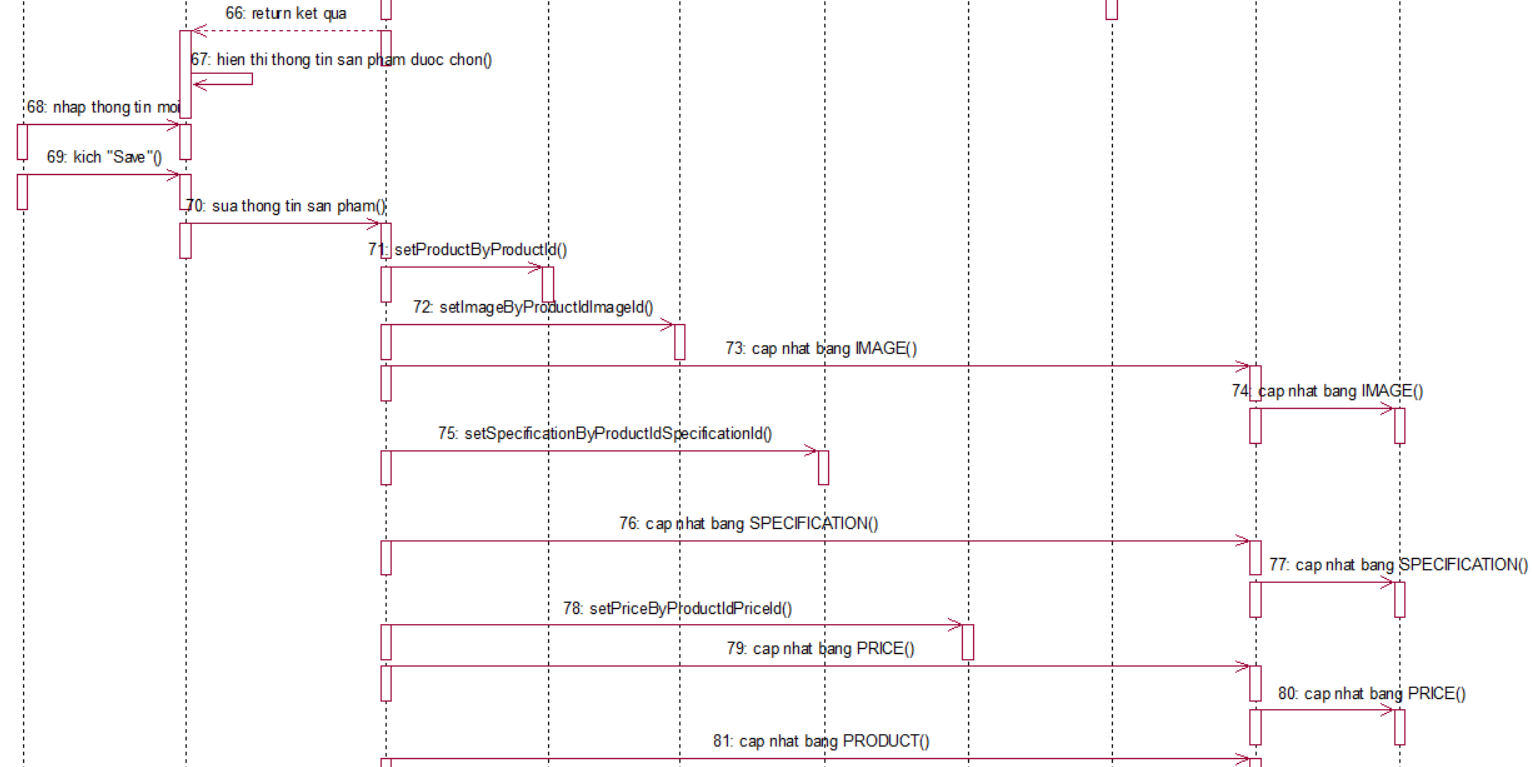 66: return ket qua
67: hien thi thong tin san pham duoc chon()
68: nhap thong tin moi
69: kich "Save"()
70: sua thong tin san pham()
71: setProductByProductId()
72: setImageByProductIdImageId()
73: cap nhat bang IMAGE()
74: cap nhat bang IMAGE()
75: setSpecificationByProductIdSpecificationId()
76: cap nhat bang SPECIFICATION()
77: cap nhat bang SPECIFICATION()
78: setPriceByProductIdPriceId()
79: cap nhat bang PRICE()
80: cap nhat bang PRICE()
81: cap nhat bang PRODUCT()